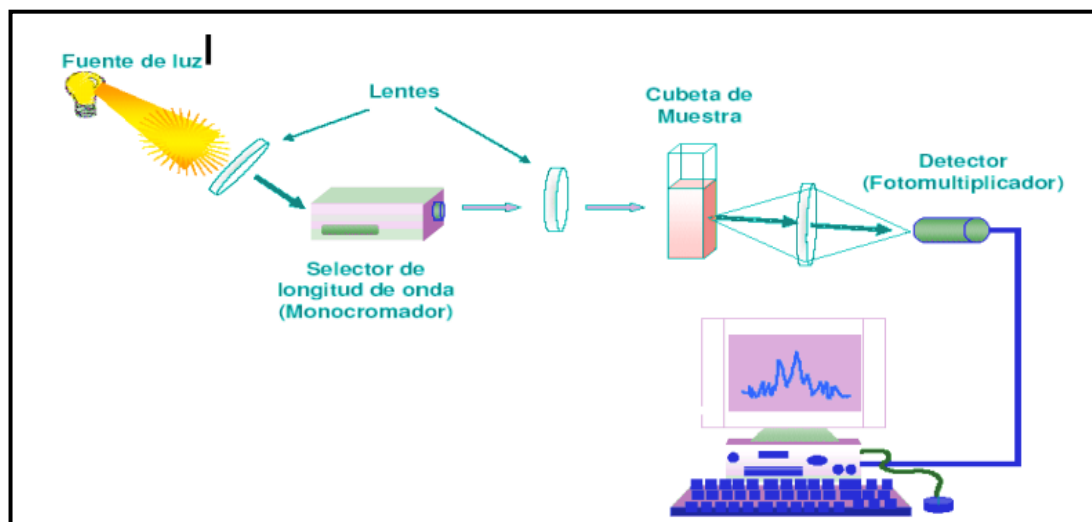 Fuente de luz
Lentes
Cubeta de
Muestra
Detector
(Fotomultiplicador)
Selector de
longitud de onda
(Monocromador)